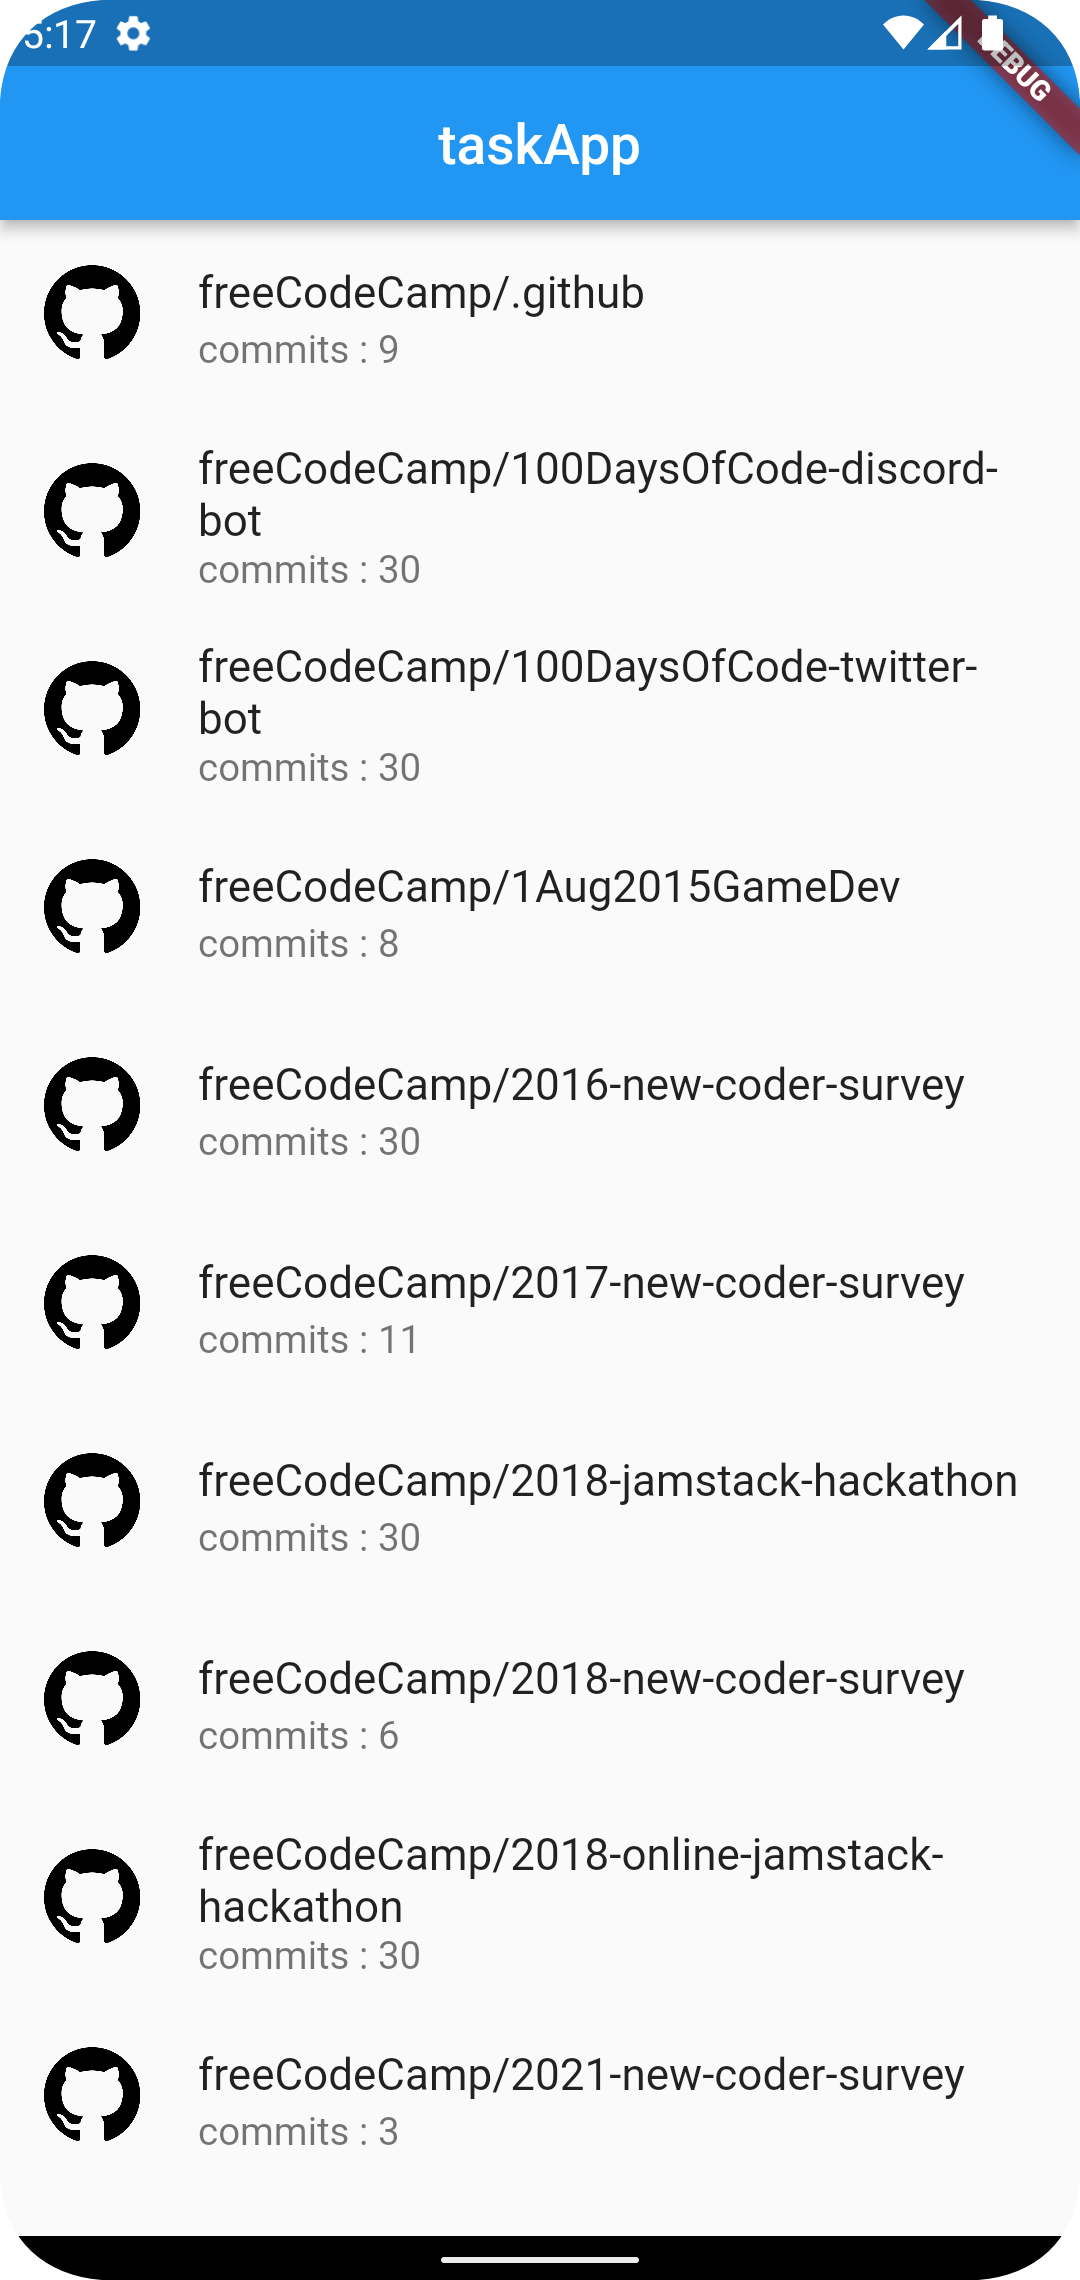 5:17
DEBUG
taskApp
freeCodeCamp/.github
commits : 9
freeCodeCamp/100DaysOfCode-discord-
bot
commits : 30
freeCodeCamp/100DaysOfCode-twitter-
bot
commits : 30
freeCodeCamp/1Aug2015GameDev
commits : 8
freeCodeCamp/2016-new-coder-survey
commits : 30
freeCodeCamp/2017-new-coder-survey
commits : 11
freeCodeCamp/2018-jamstack-hackathon
commits : 30
freeCodeCamp/2018-new-coder-survey
commits : 6
freeCodeCamp/2018-online-jamstack-
hackathon
commits : 30
freeCodeCamp/2021-new-coder-survey
commits : 3